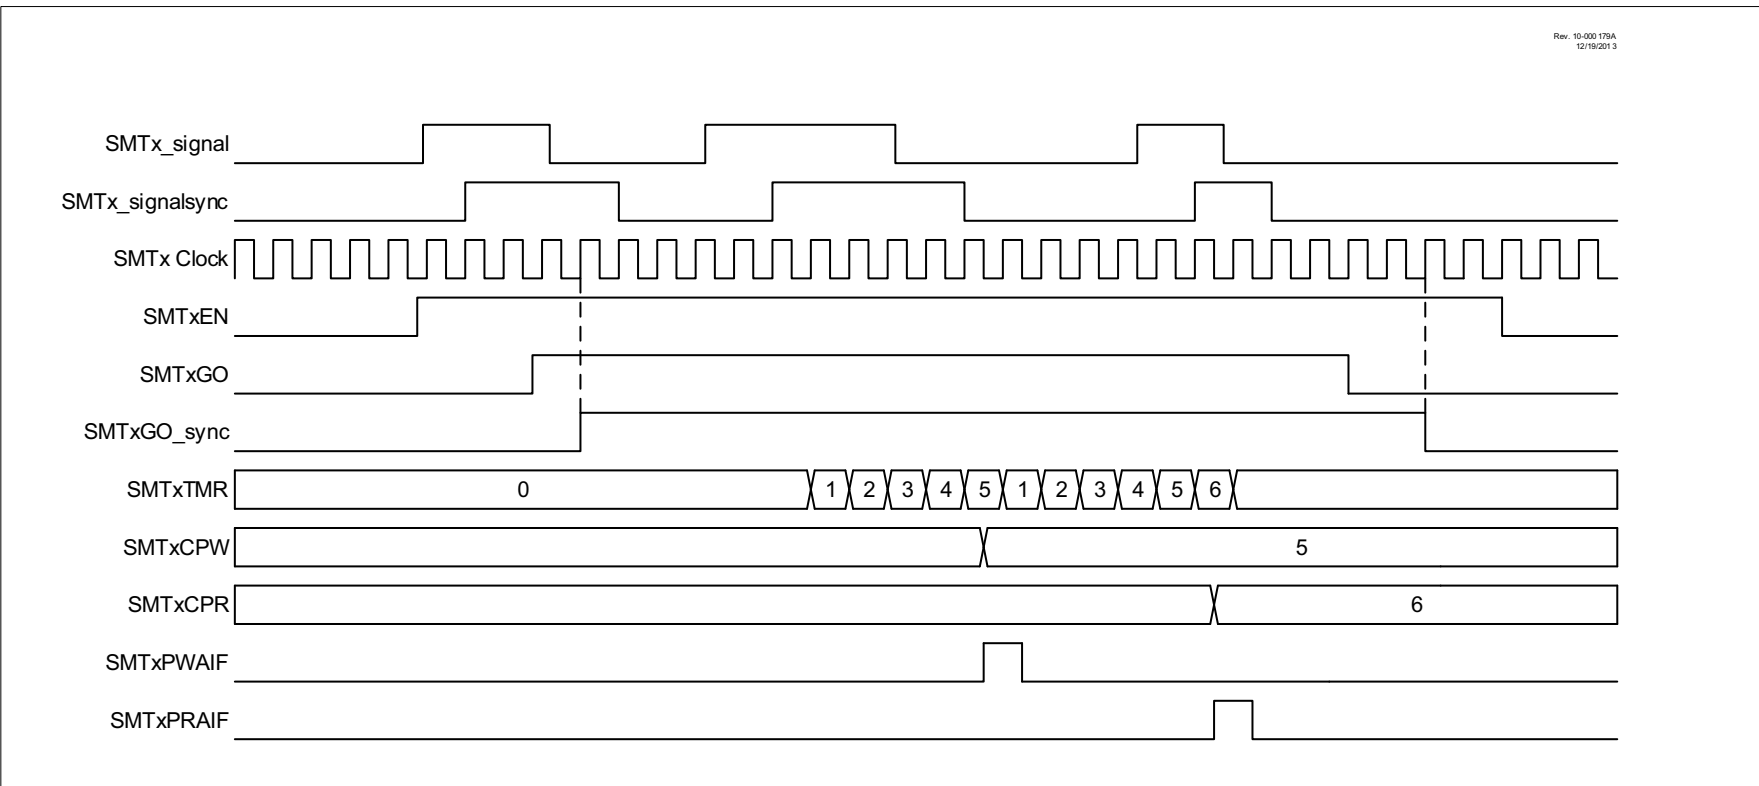 Rev. 10-000 179A
12/19/201 3
SMTx_signal
SMTx_signalsync
SMTx Clock
SMTxEN
SMTxGO
SMTxGO_sync
SMTxTMR 0 1 2 3 4 5 1 2 3 4 5 6
SMTxCPW 5
SMTxCPR 6
SMTxPWAIF
SMTxPRAIF